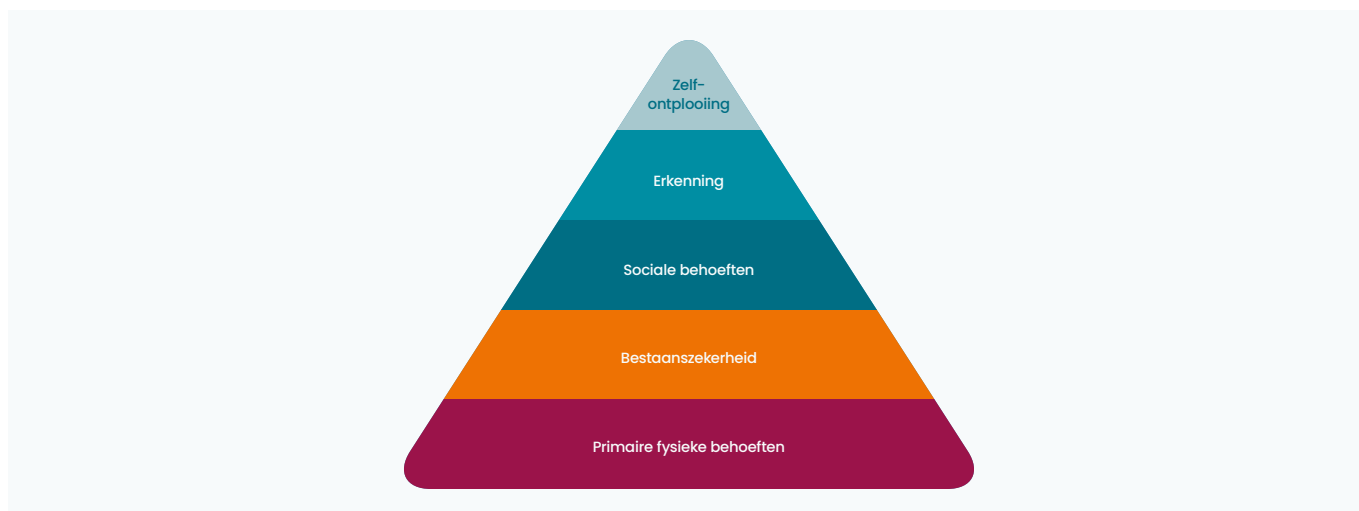 Zelf-
ontplooiing
Erkenning
Sociale behoeften
Bestaanszekerheid
Primaire fysieke behoeften